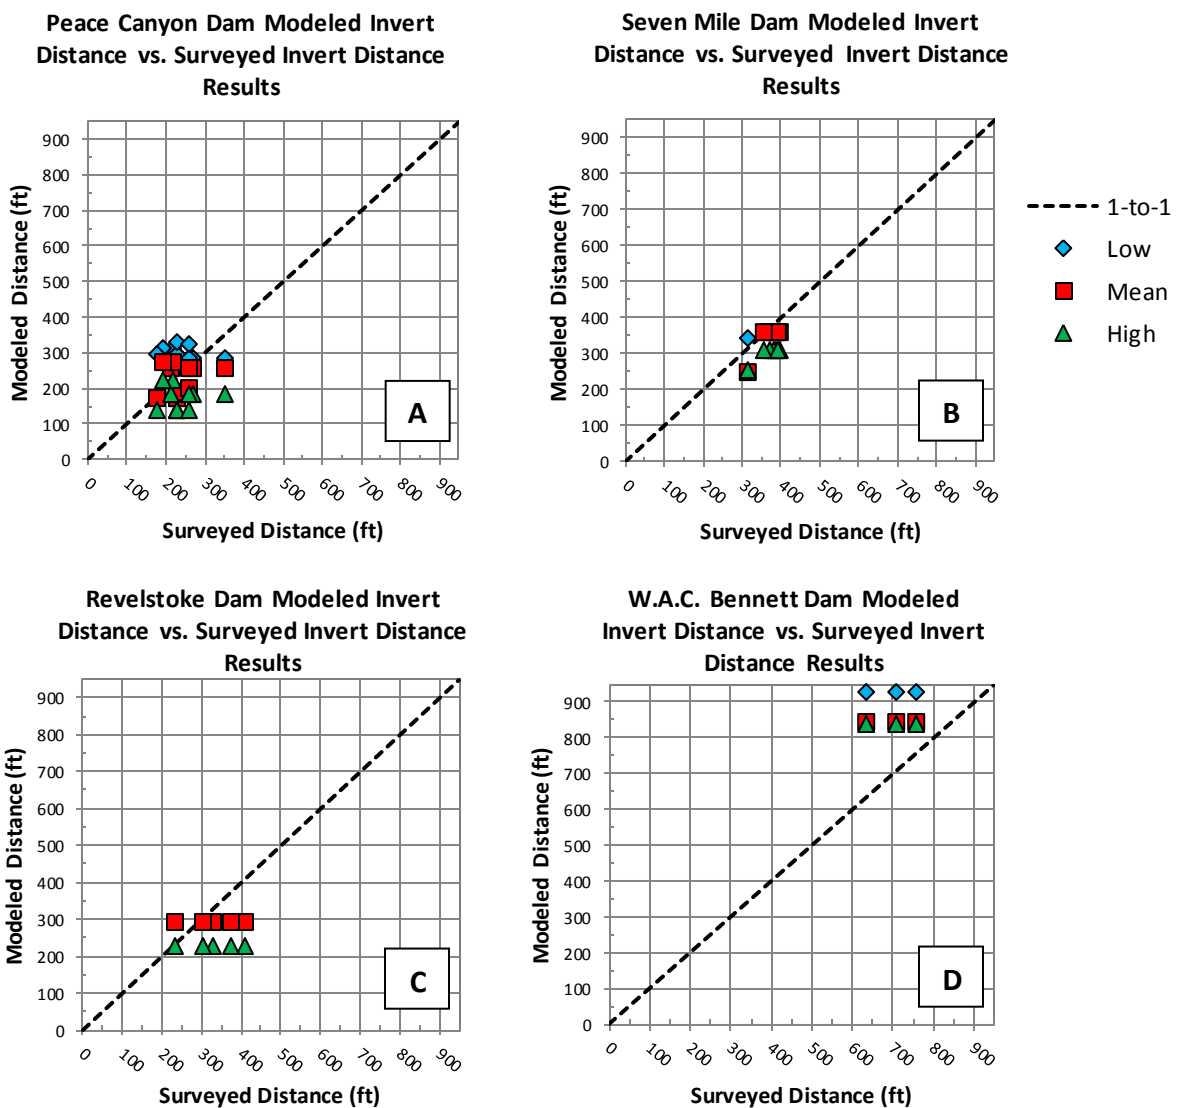 Peace Canyon Dam Modeled Invert
Distance vs. Surveyed Invert Distance
Results
900
800
700
600
500
400
300
200
100
0
Modeled Distance (ft)
A
0 100 200 300 400 500 600 700 800 900
Surveyed Distance (ft)
Seven Mile Dam Modeled Invert
Distance vs. Surveyed Invert Distance
Results
900
800
700
600
500
400
300
200
100
0
Modeled Distance (ft)
B
0 100 200 300 400 500 600 700 800 900
Surveyed Distance (ft)
1-to-1
Low
Mean
High
Revelstoke Dam Modeled Invert
Distance vs. Surveyed Invert Distance
Results
900
800
700
600
500
400
300
200
100
0
Modeled Distance (ft)
C
0 100 200 300 400 500 600 700 800 900
Surveyed Distance (ft)
W.A.C. Bennett Dam Modeled
Invert Distance vs. Surveyed Invert
Distance Results
900
800
700
600
500
400
300
200
100
0
Modeled Distance (ft)
D
0 100 200 300 400 500 600 700 800 900
Surveyed Distance (ft)